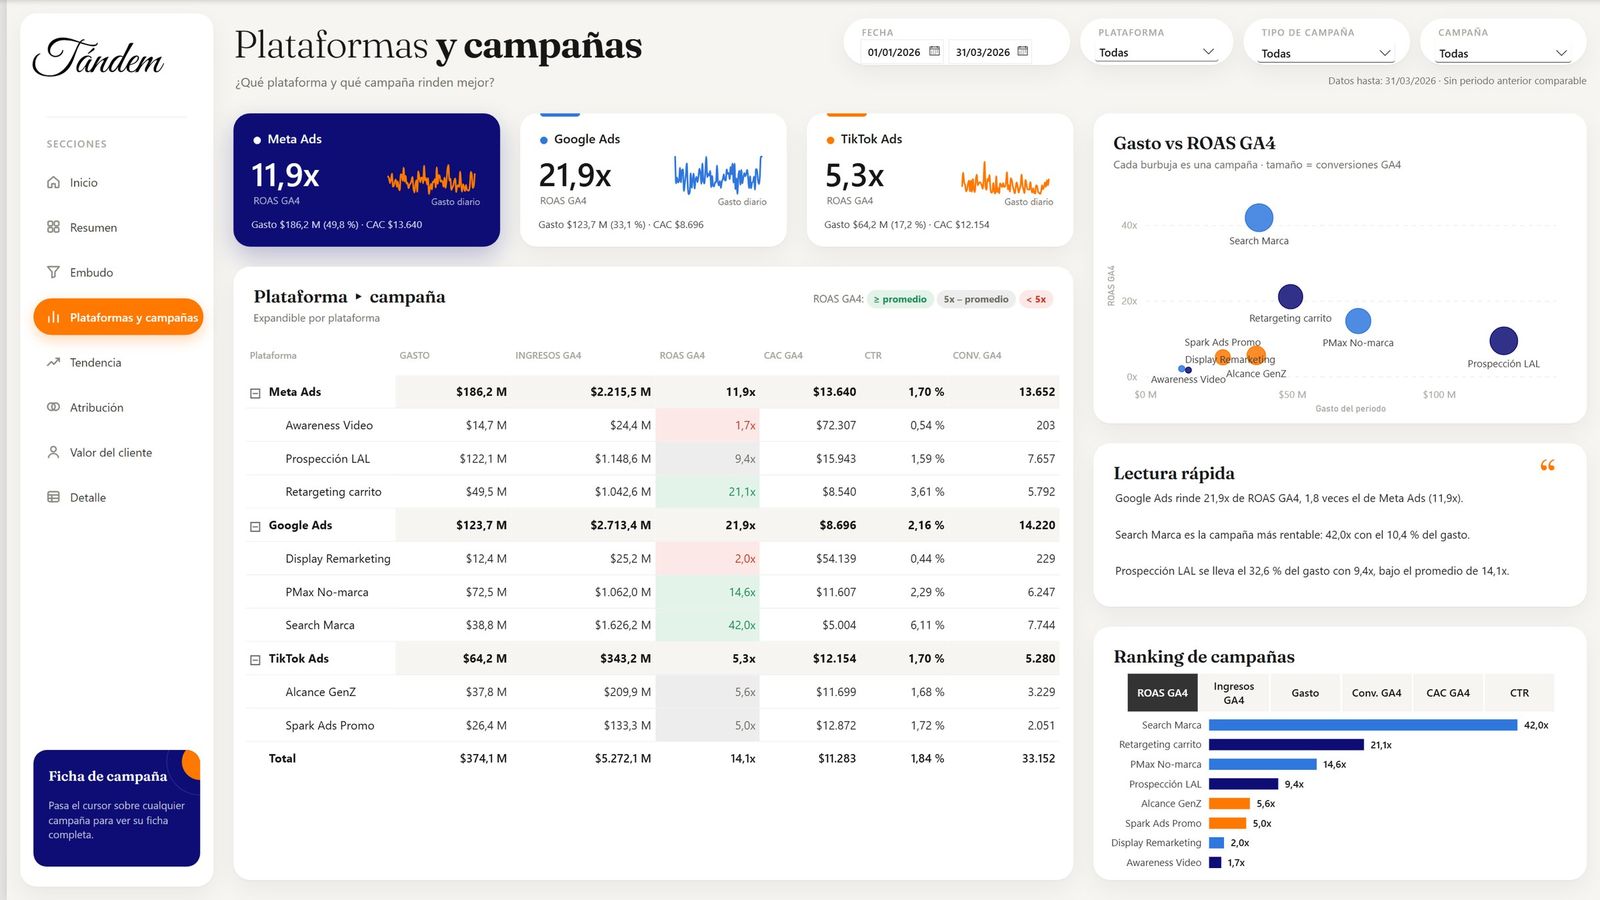 Tándem
SECCIONES
Inicio
Resumen
Embudo
Plataformas y campañas
Tendencia
Atribución
Valor del cliente
Detalle
Ficha de campaña
Pasa el cursor sobre cualquier
campaña para ver su ficha
completa.
Plataformas y campañas
¿Qué plataforma y qué campaña rinden mejor?
FECHA
01/01/2026 31/03/2026
PLATAFORMA
Todas
TIPO DE CAMPAÑA
Todas
CAMPAÑA
Todas
Datos hasta: 31/03/2026 · Sin periodo anterior comparable
Meta Ads
11,9x
ROAS GA4
Gasto diario
Gasto $186,2 M (49,8 %) · CAC $13.640
Google Ads
21,9x
ROAS GA4
Gasto diario
Gasto $123,7 M (33,1 %) · CAC $8.696
TikTok Ads
5,3x
ROAS GA4
Gasto diario
Gasto $64,2 M (17,2 %) · CAC $12.154
Plataforma ‣ campaña
Expandible por plataforma
ROAS GA4: ≥ promedio 5x – promedio < 5x
Plataforma GASTO INGRESOS GA4 ROAS GA4 CAC GA4 CTR CONV. GA4
Meta Ads $186,2 M $2.215,5 M 11,9x $13.640 1,70 % 13.652
Awareness Video $14,7 M $24,4 M 1,7x $72.307 0,54 % 203
Prospección LAL $122,1 M $1.148,6 M 9,4x $15.943 1,59 % 7.657
Retargeting carrito $49,5 M $1.042,6 M 21,1x $8.540 3,61 % 5.792
Google Ads $123,7 M $2.713,4 M 21,9x $8.696 2,16 % 14.220
Display Remarketing $12,4 M $25,2 M 2,0x $54.139 0,44 % 229
PMax No-marca $72,5 M $1.062,0 M 14,6x $11.607 2,29 % 6.247
Search Marca $38,8 M $1.626,2 M 42,0x $5.004 6,11 % 7.744
TikTok Ads $64,2 M $343,2 M 5,3x $12.154 1,70 % 5.280
Alcance GenZ $37,8 M $209,9 M 5,6x $11.699 1,68 % 3.229
Spark Ads Promo $26,4 M $133,3 M 5,0x $12.872 1,72 % 2.051
Total $374,1 M $5.272,1 M 14,1x $11.283 1,84 % 33.152
Gasto vs ROAS GA4
Cada burbuja es una campaña · tamaño = conversiones GA4
ROAS GA4
40x
20x
0x
Search Marca
Retargeting carrito
PMax No-marca
Spark Ads Promo
Display Remarketing
Prospección LAL
Alcance GenZ
Awareness Video
$0 M $50 M $100 M
Gasto del periodo
Lectura rápida
“
Google Ads rinde 21,9x de ROAS GA4, 1,8 veces el de Meta Ads (11,9x).
Search Marca es la campaña más rentable: 42,0x con el 10,4 % del gasto.
Prospección LAL se lleva el 32,6 % del gasto con 9,4x, bajo el promedio de 14,1x.
Ranking de campañas
ROAS GA4 Ingresos GA4 Gasto Conv. GA4 CAC GA4 CTR
Search Marca 42,0x
Retargeting carrito 21,1x
PMax No-marca 14,6x
Prospección LAL 9,4x
Alcance GenZ 5,6x
Spark Ads Promo 5,0x
Display Remarketing 2,0x
Awareness Video 1,7x